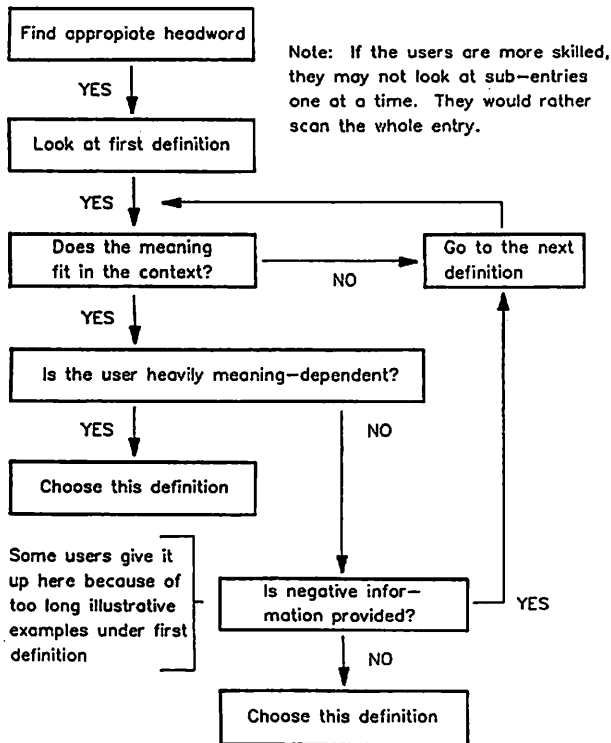 Find appropiate headword
Note: If the users are more skilled,
they may not look at sub-entries
one at a time. They would rather
scan the whole entry.
YES
Look at first definition
YES
Does the meaning
fit in the context?
NO
Go to the next
definition
YES
Is the user heavily meaning-dependent?
YES
NO
Choose this definition
Some users give it
up here because of
too long illustrative
examples under first
definition
Is negative infor-
mation provided?
YES
NO
Choose this definition